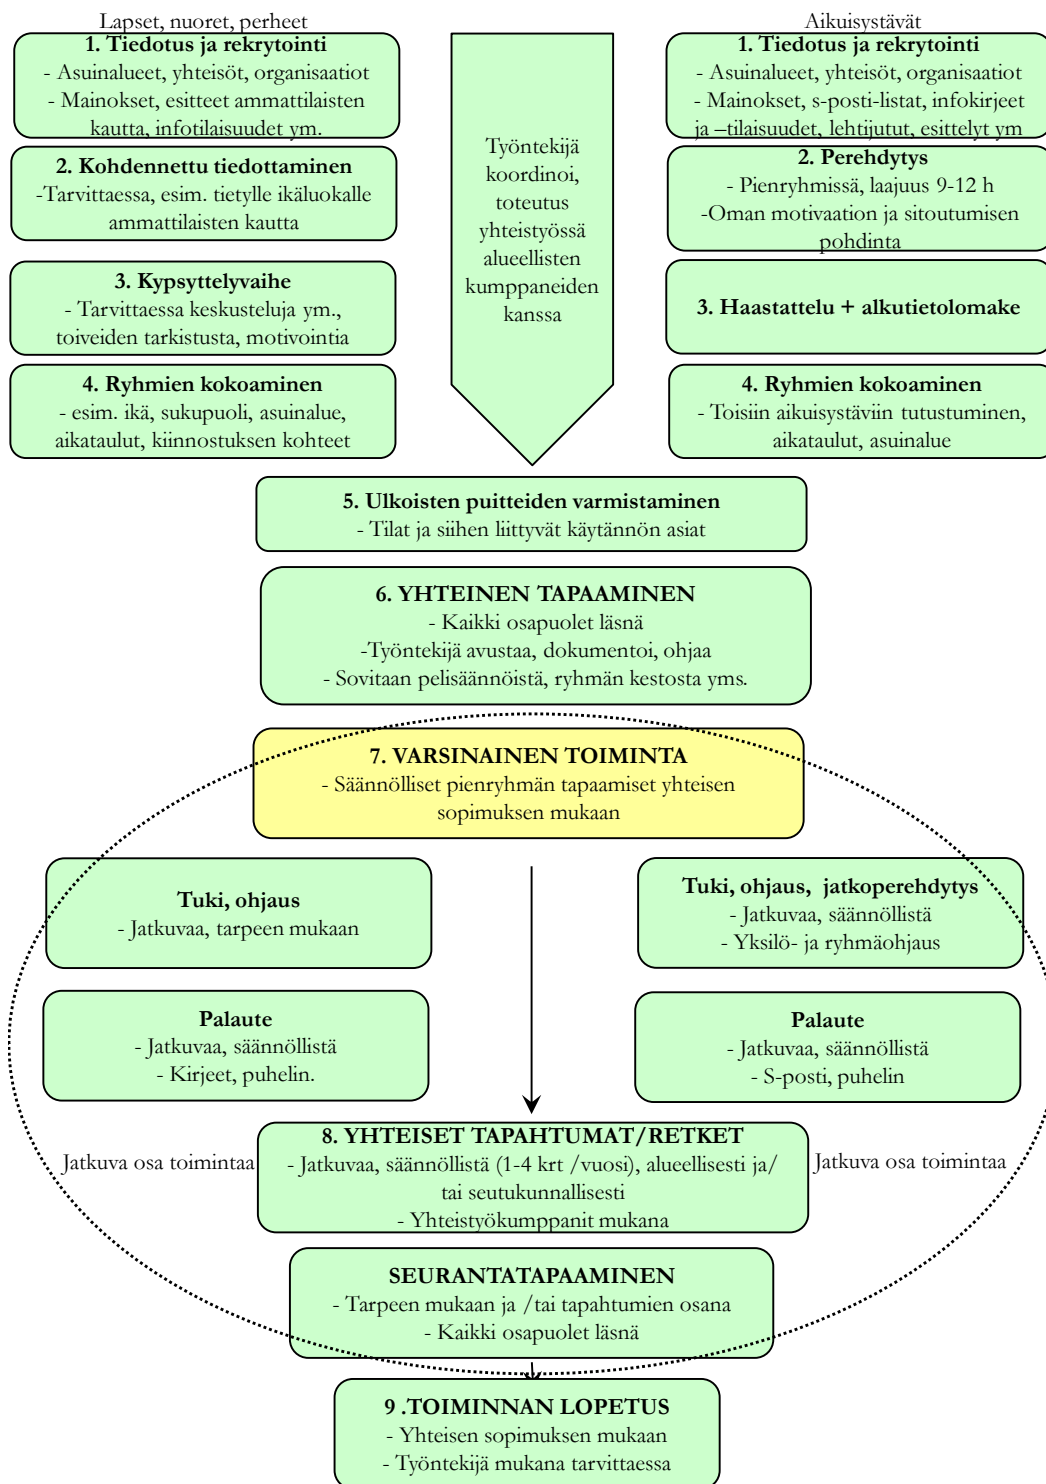 Lapset, nuoret, perheet
1. Tiedotus ja rekrytointi
- Asuinalueet, yhteisöt, organisaatiot
- Mainokset, esitteet ammattilaisten
kautta, infotilaisuudet ym.
2. Kohdennettu tiedottaminen
-Tarvittaessa, esim. tietylle ikäluokalle
ammattilaisten kautta
3. Kypsyttelyvaihe
- Tarvittaessa keskusteluja ym.,
toiveiden tarkistusta, motivointia
4. Ryhmien kokoaminen
- esim. ikä, sukupuoli, asuinalue,
aikataulut, kiinnostuksen kohteet
Työntekijä
koordinoi,
toteutus
yhteistyössä
alueellisten
kumppaneiden
kanssa
Aikuisystävät
1. Tiedotus ja rekrytointi
- Asuinalueet, yhteisöt, organisaatiot
- Mainokset, s-posti-listat, infokirjeet
ja –tilaisuudet, lehtijutut, esittelyt ym
2. Perehdytys
- Pienryhmissä, laajuus 9-12 h
-Oman motivaation ja sitoutumisen
pohdinta
3. Haastattelu + alkutietolomake
4. Ryhmien kokoaminen
- Toisiin aikuisystäviin tutustuminen,
aikataulut, asuinalue
5. Ulkoisten puitteiden varmistaminen
- Tilat ja siihen liittyvät käytännön asiat
6. YHTEINEN TAPAAMINEN
- Kaikki osapuolet läsnä
-Työntekijä avustaa, dokumentoi, ohjaa
- Sovitaan pelisäännöistä, ryhmän kestosta yms.
7. VARSINAINEN TOIMINTA
- Säännölliset pienryhmän tapaamiset yhteisen
sopimuksen mukaan
Tuki, ohjaus
- Jatkuvaa, tarpeen mukaan
Tuki, ohjaus, jatkoperehdytys
- Jatkuvaa, säännöllistä
- Yksilö- ja ryhmäohjaus
Palaute
- Jatkuvaa, säännöllistä
- Kirjeet, puhelin.
Palaute
- Jatkuvaa, säännöllistä
- S-posti, puhelin
8. YHTEISET TAPAHTUMAT/RETKET
- Jatkuvaa, säännöllistä (1-4 krt /vuosi), alueellisesti ja/
tai seutukunnallisesti
- Yhteistyökumppanit mukana
Jatkuva osa toimintaa
Jatkuva osa toimintaa
SEURANTATAPAAMINEN
- Tarpeen mukaan ja /tai tapahtumien osana
- Kaikki osapuolet läsnä
9 .TOIMINNAN LOPETUS
- Yhteisen sopimuksen mukaan
- Työntekijä mukana tarvittaessa